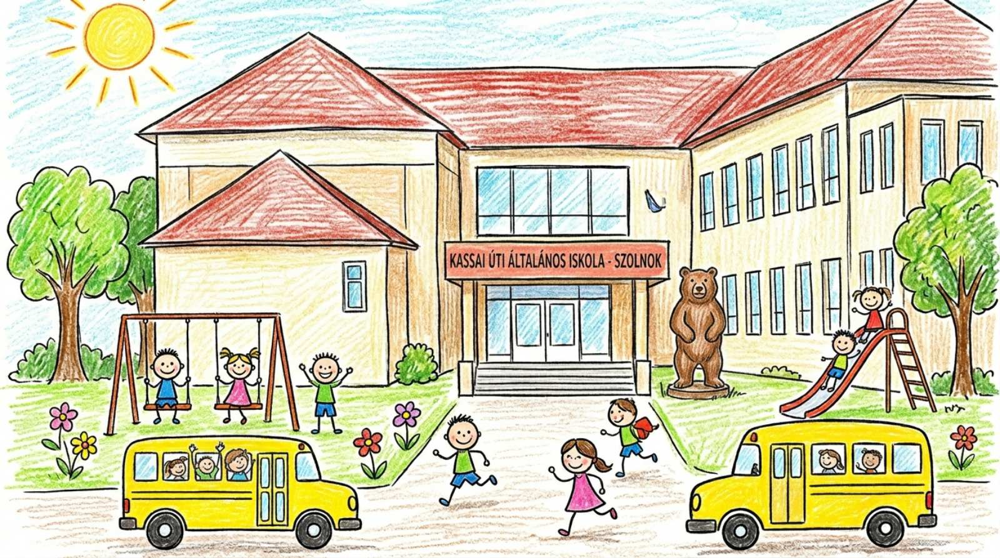 KASSAI ÚTI ÁLTALÁNOS ISKOLA - SZOLNOK